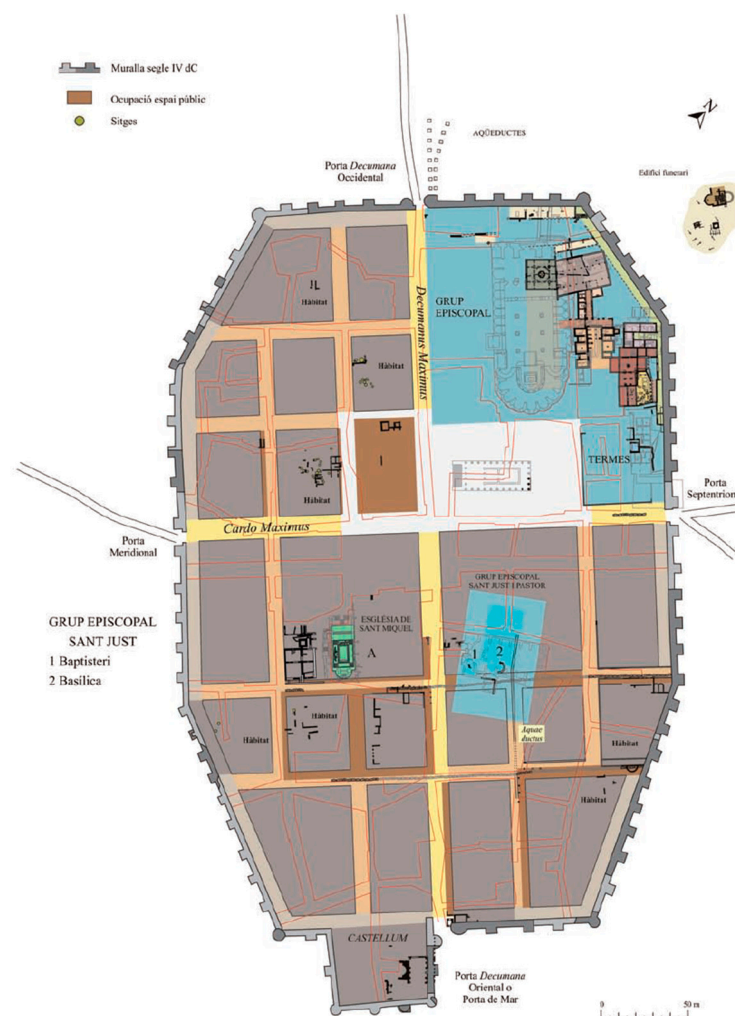 Muralla segle IV dC
Ocupació espai públic
Sitges
N
AQÜEDUCTES
Porta Decumana
Occidental
Edifici funerari
Hàbitat
Decumanus Maximus
GRUP
EPISCOPAL
Hàbitat
TERMES
Hàbitat
Porta
Septentrion
Cardo Maximus
Porta
Meridional
GRUP EPISCOPAL
SANT JUST I PASTOR
ESGLÉSIA DE
SANT MIQUEL
GRUP EPISCOPAL
SANT JUST
1 Baptisteri
2 Basilica
A
1
2
Hàbitat
Hàbitat
Aquae
ductus
Hàbitat
Hàbitat
CASTELLUM
Porta Decumana
Oriental o
Porta de Mar
0 50 m